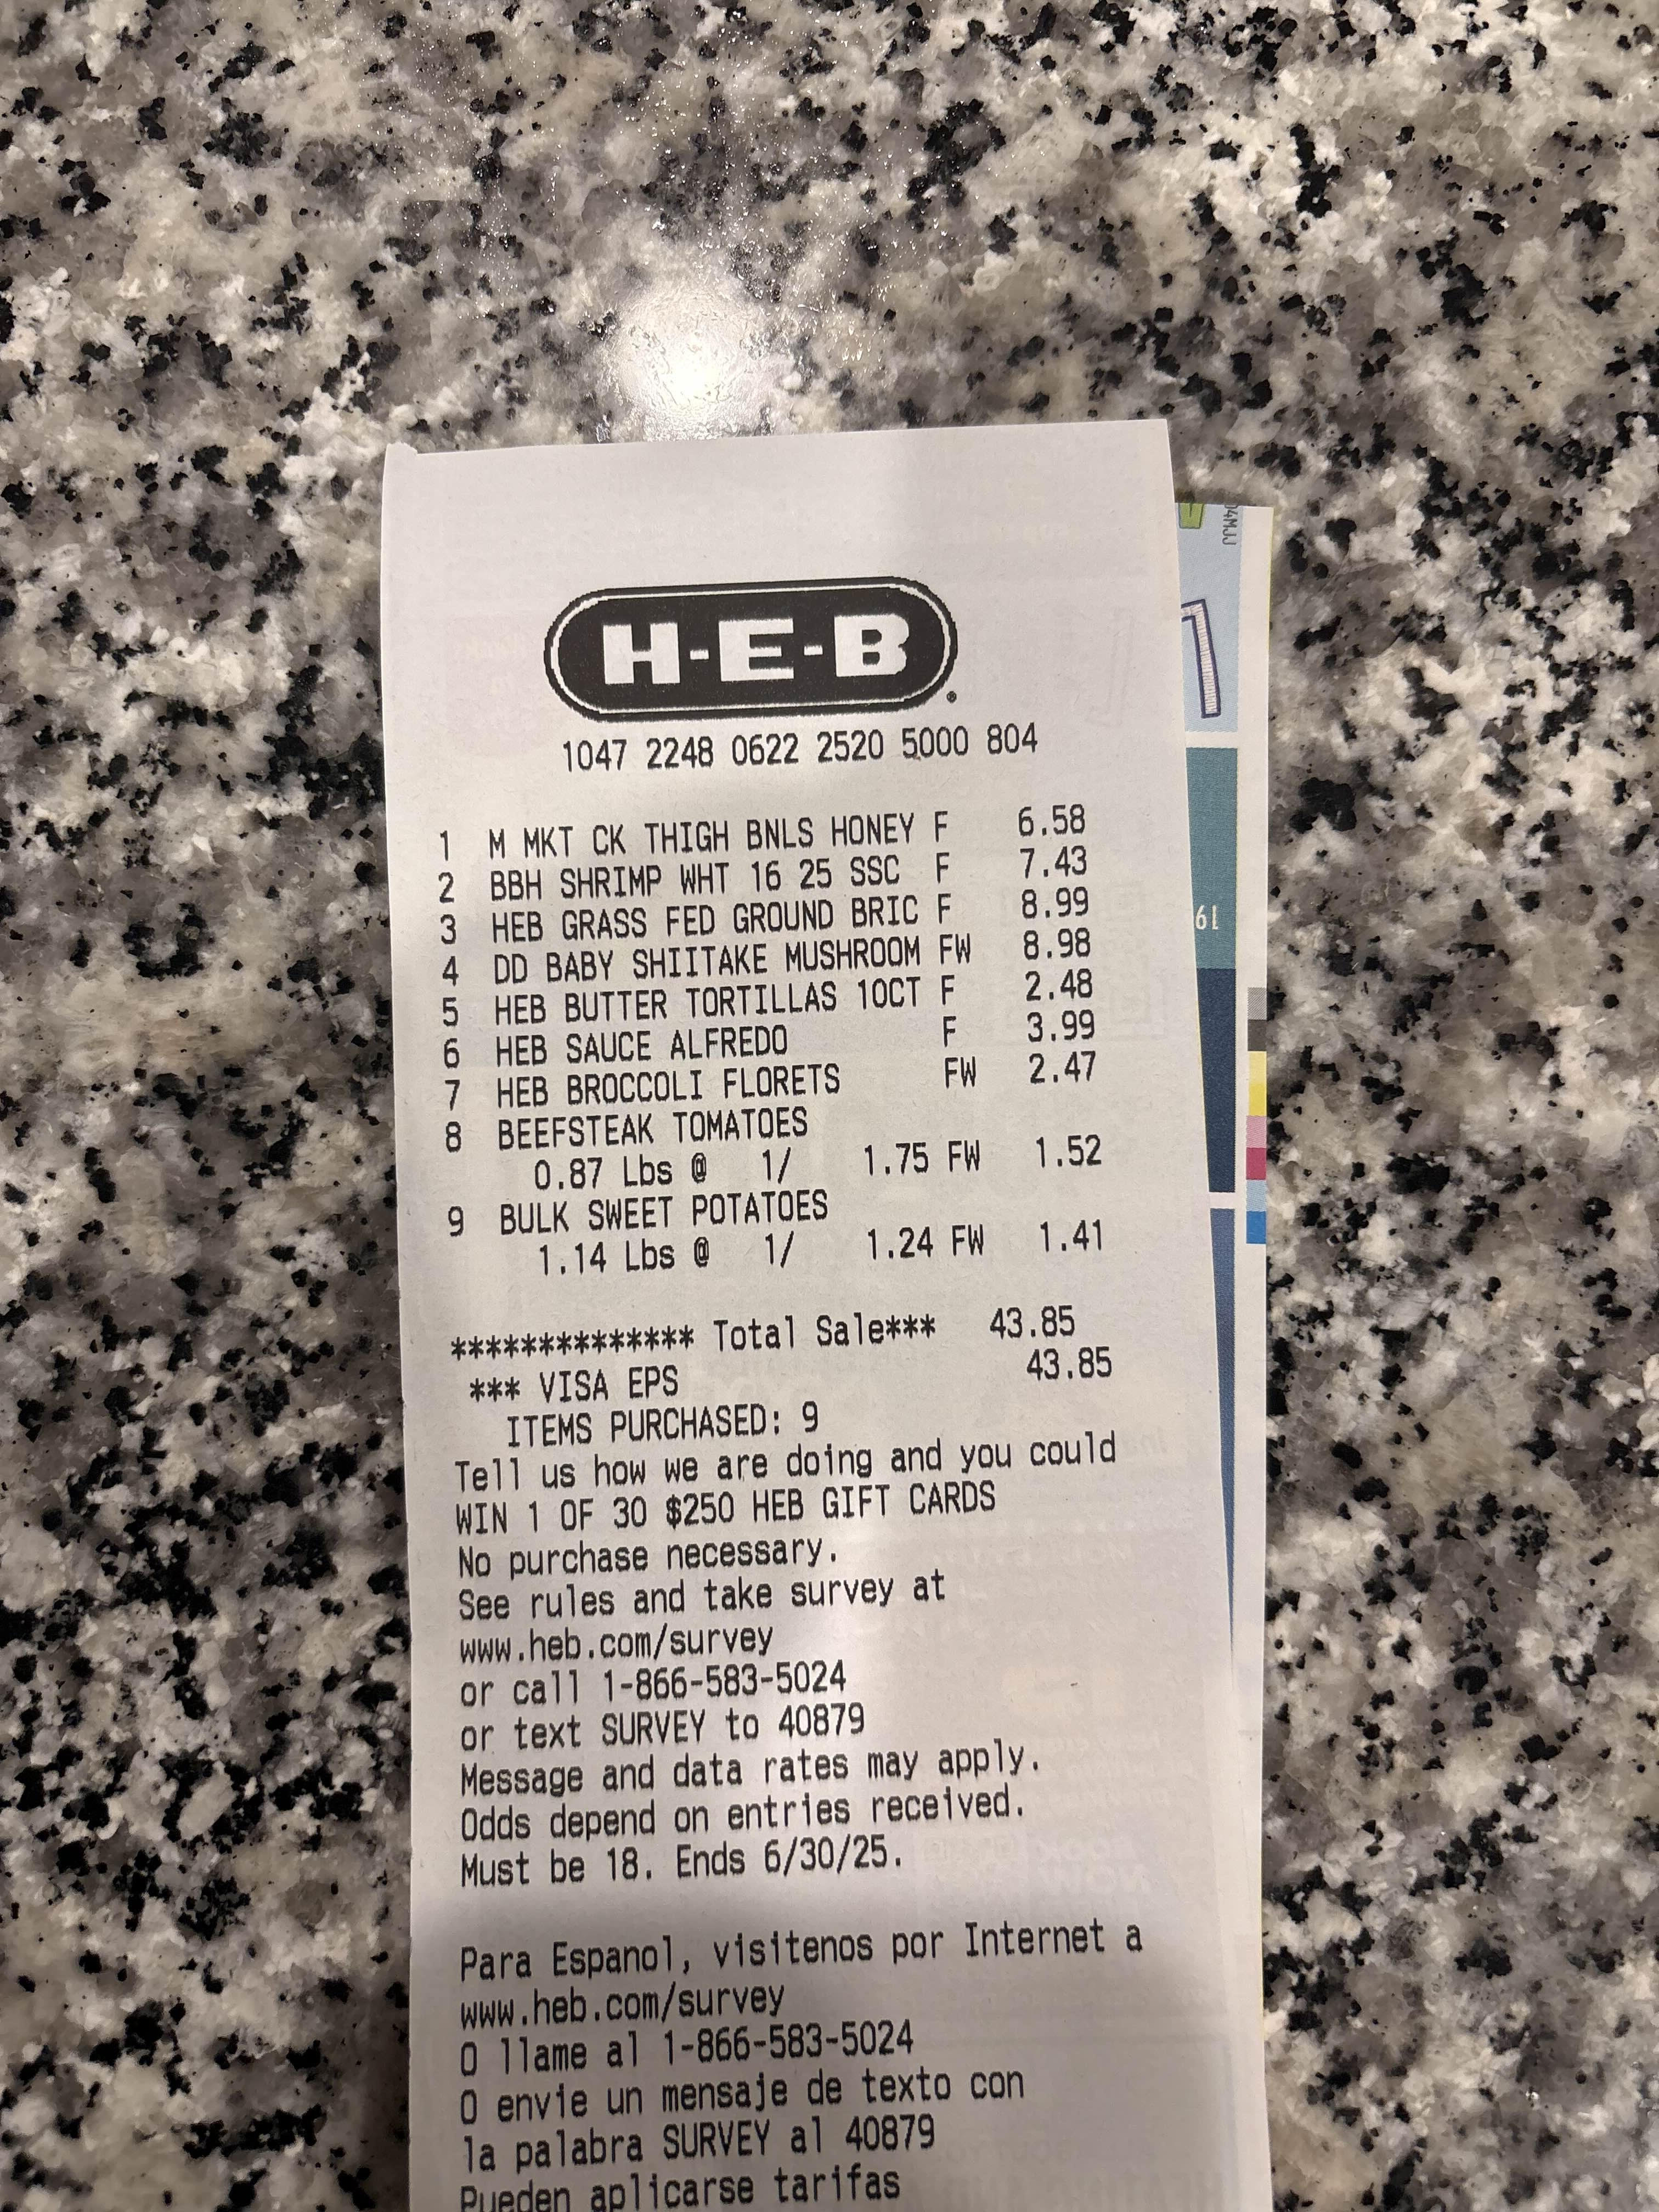 H-E-B
1047 2248 0622 2520 5000 804
1 M MKT CK THIGH BNLS HONEY F 6.58
2 BBH SHRIMP WHT 16 25 SSC F 7.43
3 HEB GRASS FED GROUND BRIC F 8.99
4 DD BABY SHIITAKE MUSHROOM FW 8.98
5 HEB BUTTER TORTILLAS 10CT F 2.48
6 HEB SAUCE ALFREDO F 3.99
7 HEB BROCCOLI FLORETS FW 2.47
8 BEEFSTEAK TOMATOES
0.87 Lbs @ 1/ 1.75 FW 1.52
9 BULK SWEET POTATOES
1.14 Lbs @ 1/ 1.24 FW 1.41
************** Total Sale*** 43.85
*** VISA EPS 43.85
ITEMS PURCHASED: 9
Tell us how we are doing and you could
WIN 1 OF 30 $250 HEB GIFT CARDS
No purchase necessary.
See rules and take survey at
www.heb.com/survey
or call 1-866-583-5024
or text SURVEY to 40879
Message and data rates may apply.
Odds depend on entries received.
Must be 18. Ends 6/30/25.
Para Espanol, visitenos por Internet a
www.heb.com/survey
O llame al 1-866-583-5024
O envie un mensaje de texto con
la palabra SURVEY al 40879
Pueden aplicarse tarifas